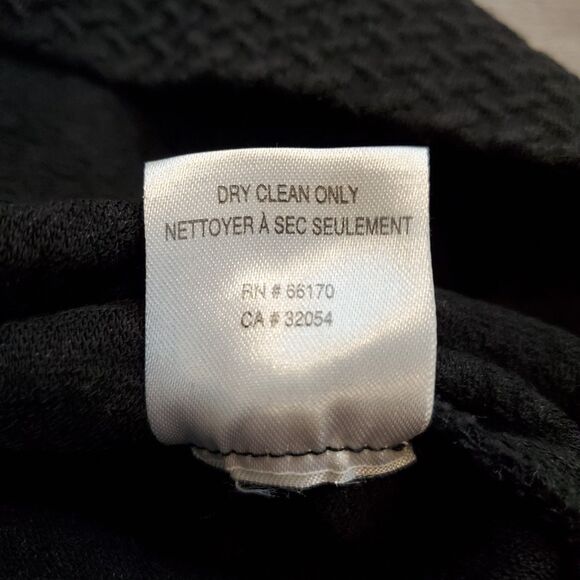 DRY CLEAN ONLY
NETTOYER À SEC SEULEMENT
RN # 66170
CA # 32054